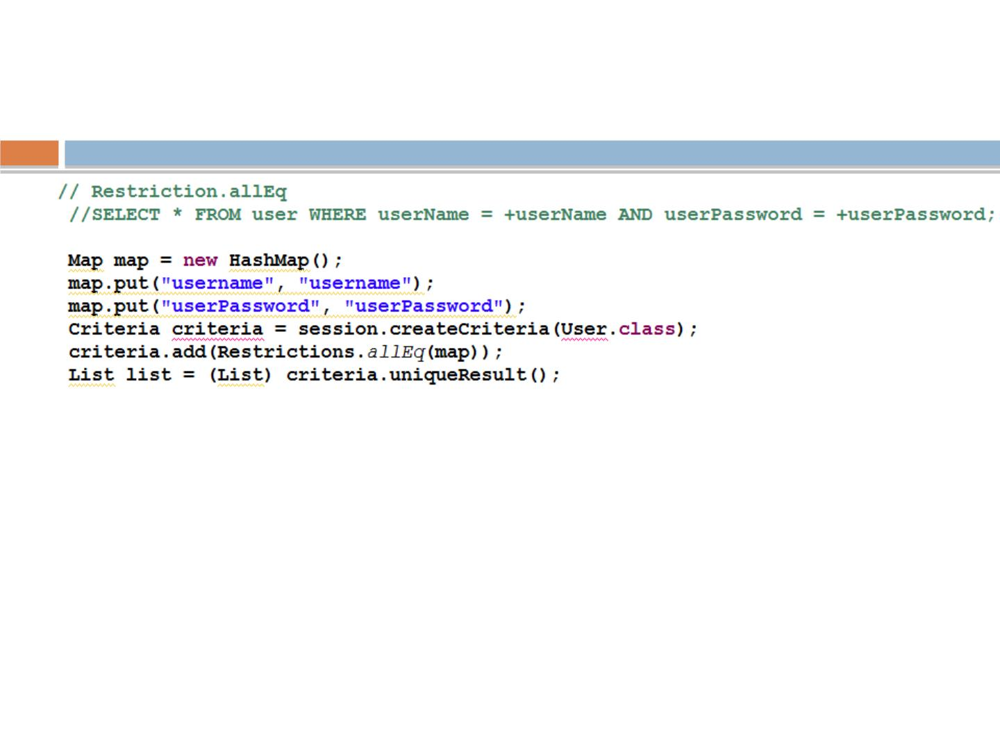 // Restriction.allEq
//SELECT * FROM user WHERE userName = +userName AND userPassword = +userPassword;
Map map = new HashMap();
map.put("username", "username");
map.put("userPassword", "userPassword");
Criteria criteria = session.createCriteria(User.class);
criteria.add(Restrictions.allEq(map));
List list = (List) criteria.uniqueResult();